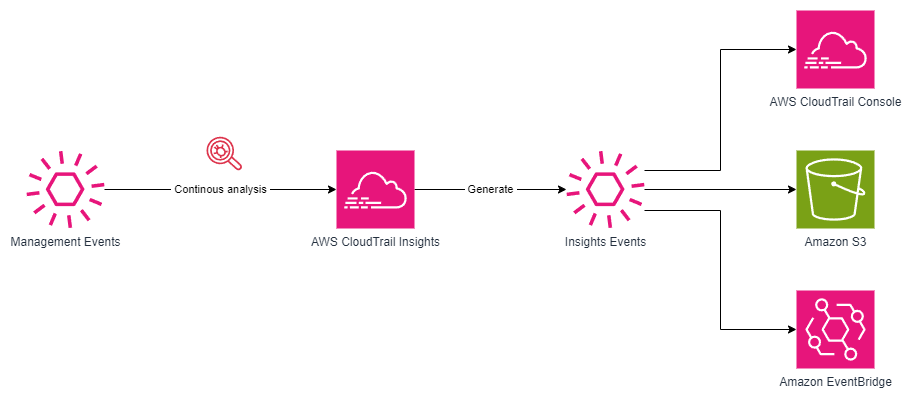 AWS CloudTrail Console
Continous analysis
Generate
Management Events
AWS CloudTrail Insights
Insights Events
Amazon S3
Amazon EventBridge